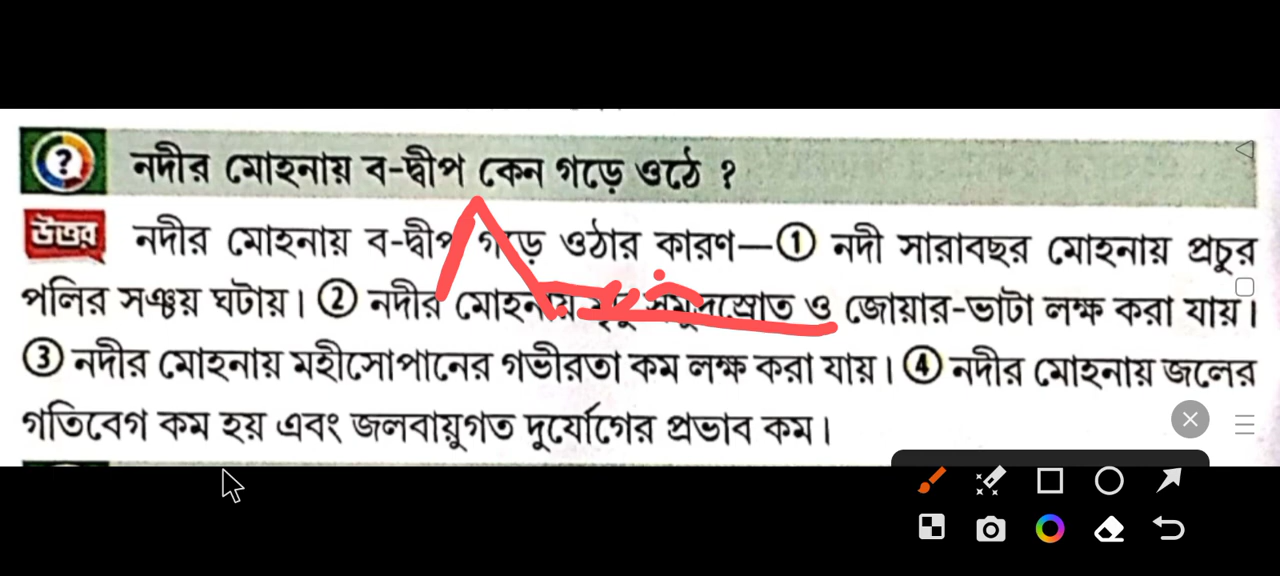 নদীর মোহনায় ব-দ্বীপ কেন গড়ে ওঠে ?
উত্তর নদীর মোহনায় ব-দ্বীপ গড়ে ওঠার কারণ— ① নদী সারাবছর মোহনায় প্রচুর
পলির সঞ্চয় ঘটায়। ② নদীর মোহনায় মৃদু সমুদ্রস্রোত ও জোয়ার-ভাটা লক্ষ করা যায়।
③ নদীর মোহনায় মহীসোপানের গভীরতা কম লক্ষ করা যায়। ④ নদীর মোহনায় জলের
গতিবেগ কম হয় এবং জলবায়ুগত দুর্যোগের প্রভাব কম।